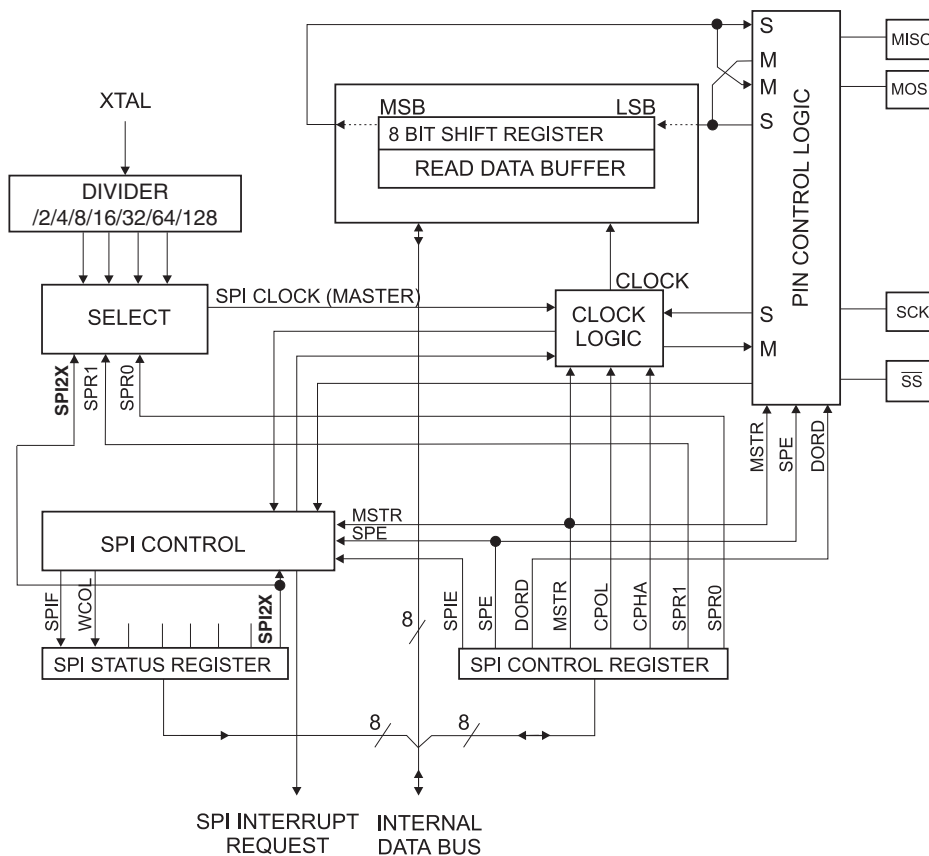 S
MISO
M
XTAL
M
MOSI
MSB
LSB
S
8 BIT SHIFT REGISTER
READ DATA BUFFER
DIVIDER
/2/4/8/16/32/64/128
PIN CONTROL LOGIC
SPI CLOCK (MASTER)
CLOCK
SELECT
CLOCK
LOGIC
S
SCK
M
SS
SPI2X
SPR1
SPR0
MSTR
SPE
DORD
MSTR
SPE
SPI CONTROL
SPIF
WCOL
SPI2X
8
SPIE
SPE
DORD
MSTR
CPOL
CPHA
SPR1
SPR0
SPI STATUS REGISTER
SPI CONTROL REGISTER
8
8
SPI INTERRUPT
REQUEST
INTERNAL
DATA BUS